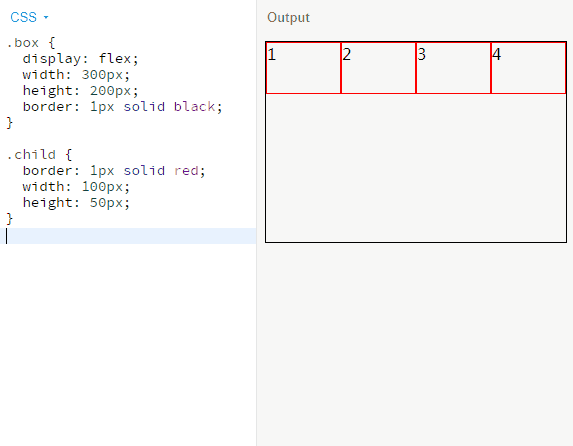 CSS
Output
.box {
display: flex;
width: 300px;
height: 200px;
border: 1px solid black;
}
.child {
border: 1px solid red;
width: 100px;
height: 50px;
}
1 2 3 4